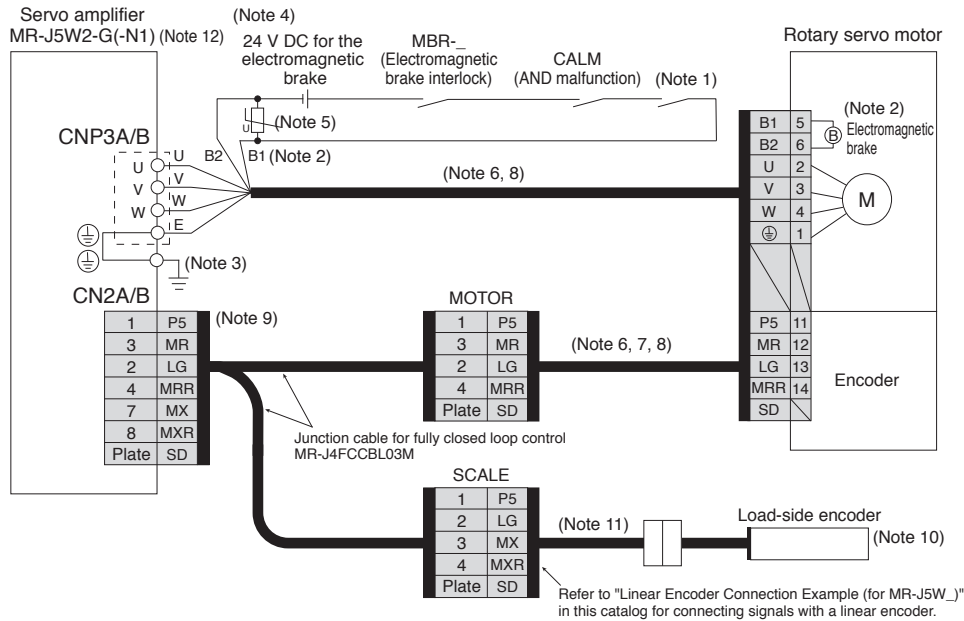 Servo amplifier
MR-J5W2-G(-N1) (Note 12)
(Note 4)
24 V DC for the
electromagnetic
brake
MBR-_
(Electromagnetic
brake interlock)
CALM
(AND malfunction)
(Note 1)
Rotary servo motor
U
(Note 5)
B2
B1 (Note 2)
CNP3A/B
U U
V V
W W
E
(Note 3)
(Note 6, 8)
B1 5
B2 6
U 2
V 3
W 4
1
(Note 2)
B
Electromagnetic
brake
M
P5 11
MR 12
LG 13
MRR 14
SD
Encoder
CN2A/B
1 P5
3 MR
2 LG
4 MRR
7 MX
8 MXR
Plate SD
(Note 9)
MOTOR
1 P5
3 MR
2 LG
4 MRR
Plate SD
(Note 6, 7, 8)
Junction cable for fully closed loop control
MR-J4FCCBL03M
SCALE
1 P5
2 LG
3 MX
4 MXR
Plate SD
(Note 11)
Load-side encoder
(Note 10)
Refer to "Linear Encoder Connection Example (for MR-J5W_)"
in this catalog for connecting signals with a linear encoder.